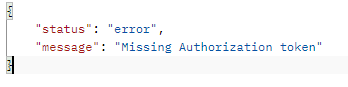 {
"status": "error",
"message": "Missing Authorization token"
}